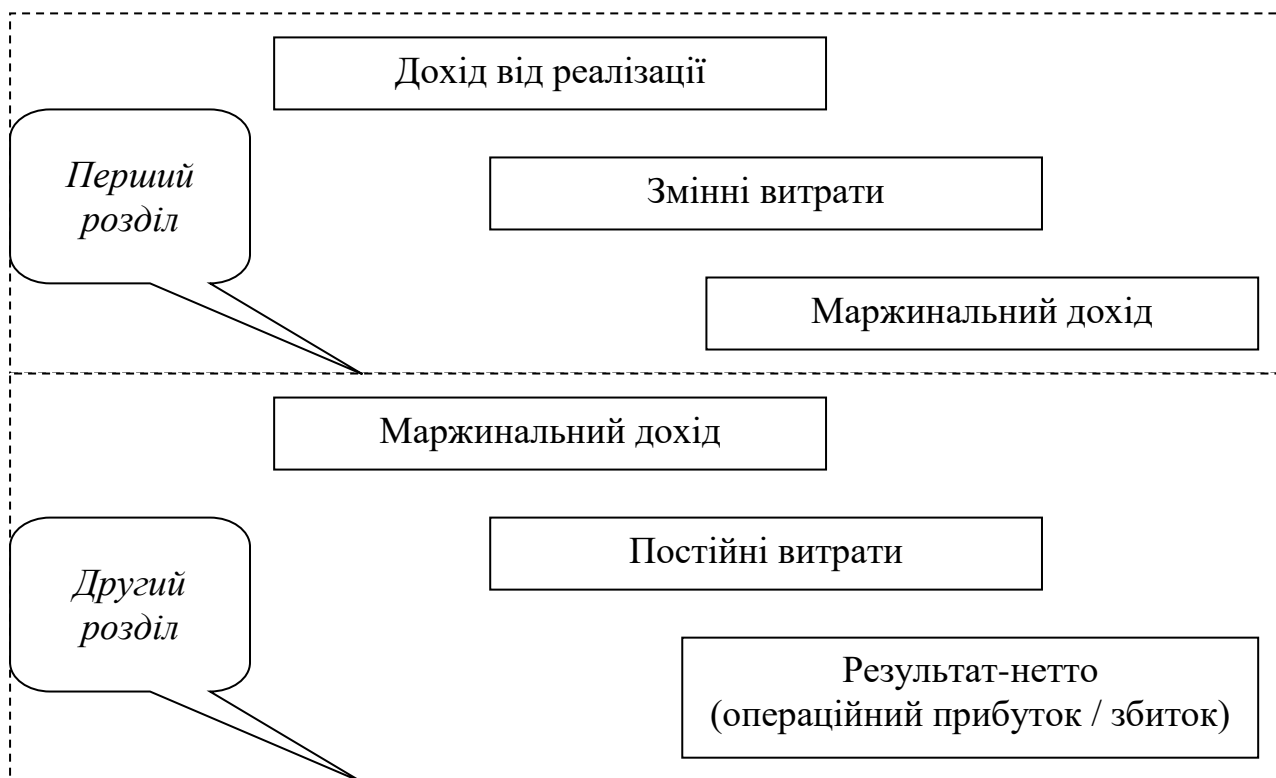 Дохід від реалізації
Перший
розділ
Змінні витрати
Маржинальний дохід
Маржинальний дохід
Постійні витрати
Другий
розділ
Результат-нетто
(операційний прибуток / збиток)